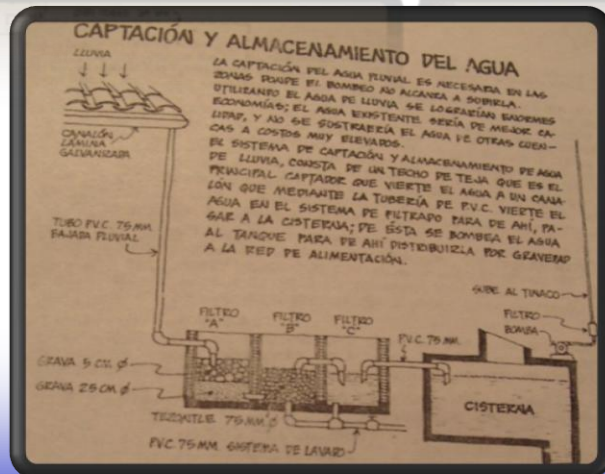 CAPTACIÓN Y ALMACENAMIENTO DEL AGUA
LLUVIA
LA CAPTACIÓN DEL AGUA PLUVIAL ES NECESARIA EN LAS
ZONAS DONDE EL BOMBEO NO ALCANZA A SUBIRLA.
UTILIZANDO EL AGUA DE LLUVIA SE LOGRARÍAN ENORMES
ECONOMÍAS; EL AGUA EXISTENTE SERÍA DE MEJOR CA-
LIDAD, Y NO SE SUSTRAERÍA EL AGUA DE OTRAS CUEN-
CAS A COSTOS MUY ELEVADOS.
EL SISTEMA DE CAPTACIÓN Y ALMACENAMIENTO DE AGUA
DE LLUVIA, CONSTA DE UN TECHO DE TEJA QUE ES EL
PRINCIPAL CAPTADOR QUE VIERTE EL AGUA A UN CANA-
LÓN QUE MEDIANTE LA TUBERÍA DE P.V.C. VIERTE EL
AGUA EN EL SISTEMA DE FILTRADO PARA DE AHÍ, PA-
SAR A LA CISTERNA; DE ÉSTA SE BOMBEA EL AGUA
AL TANQUE PARA DE AHÍ DISTRIBUIRLA POR GRAVEDAD
A LA RED DE ALIMENTACIÓN.
CANALÓN
LÁMINA
GALVANIZADA
TUBO P.V.C. 75 MM.
BAJADA PLUVIAL
SUBE AL TINACO
FILTRO
"A"
FILTRO
"B"
FILTRO
"C"
P.V.C. 75 MM.
FILTRO
BOMBA
GRAVA 5 CM. Ø
GRAVA 25 CM Ø
TEZONTLE 75 MM Ø
CISTERNA
PVC 75 MM. SISTEMA DE LAVADO